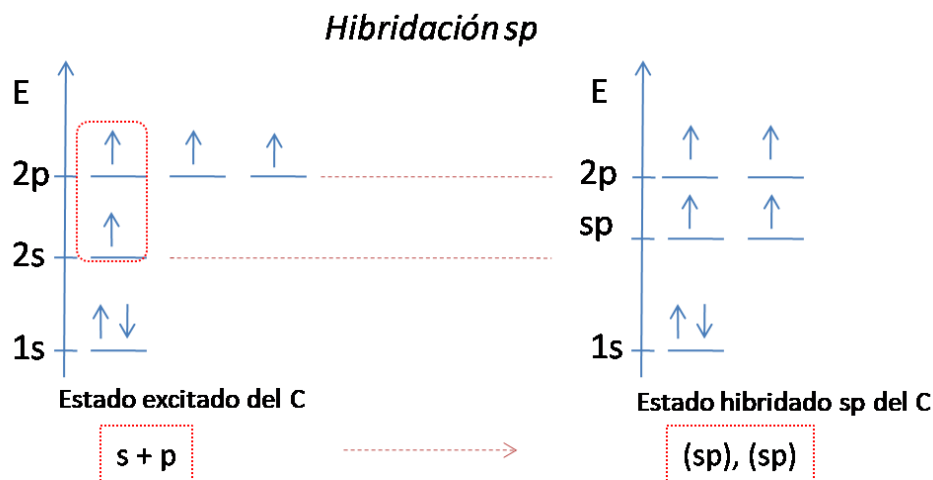 Hibridación sp
E
2p
2s
1s
Estado excitado del C
s + p
E
2p
sp
1s
Estado hibridado sp del C
(sp), (sp)